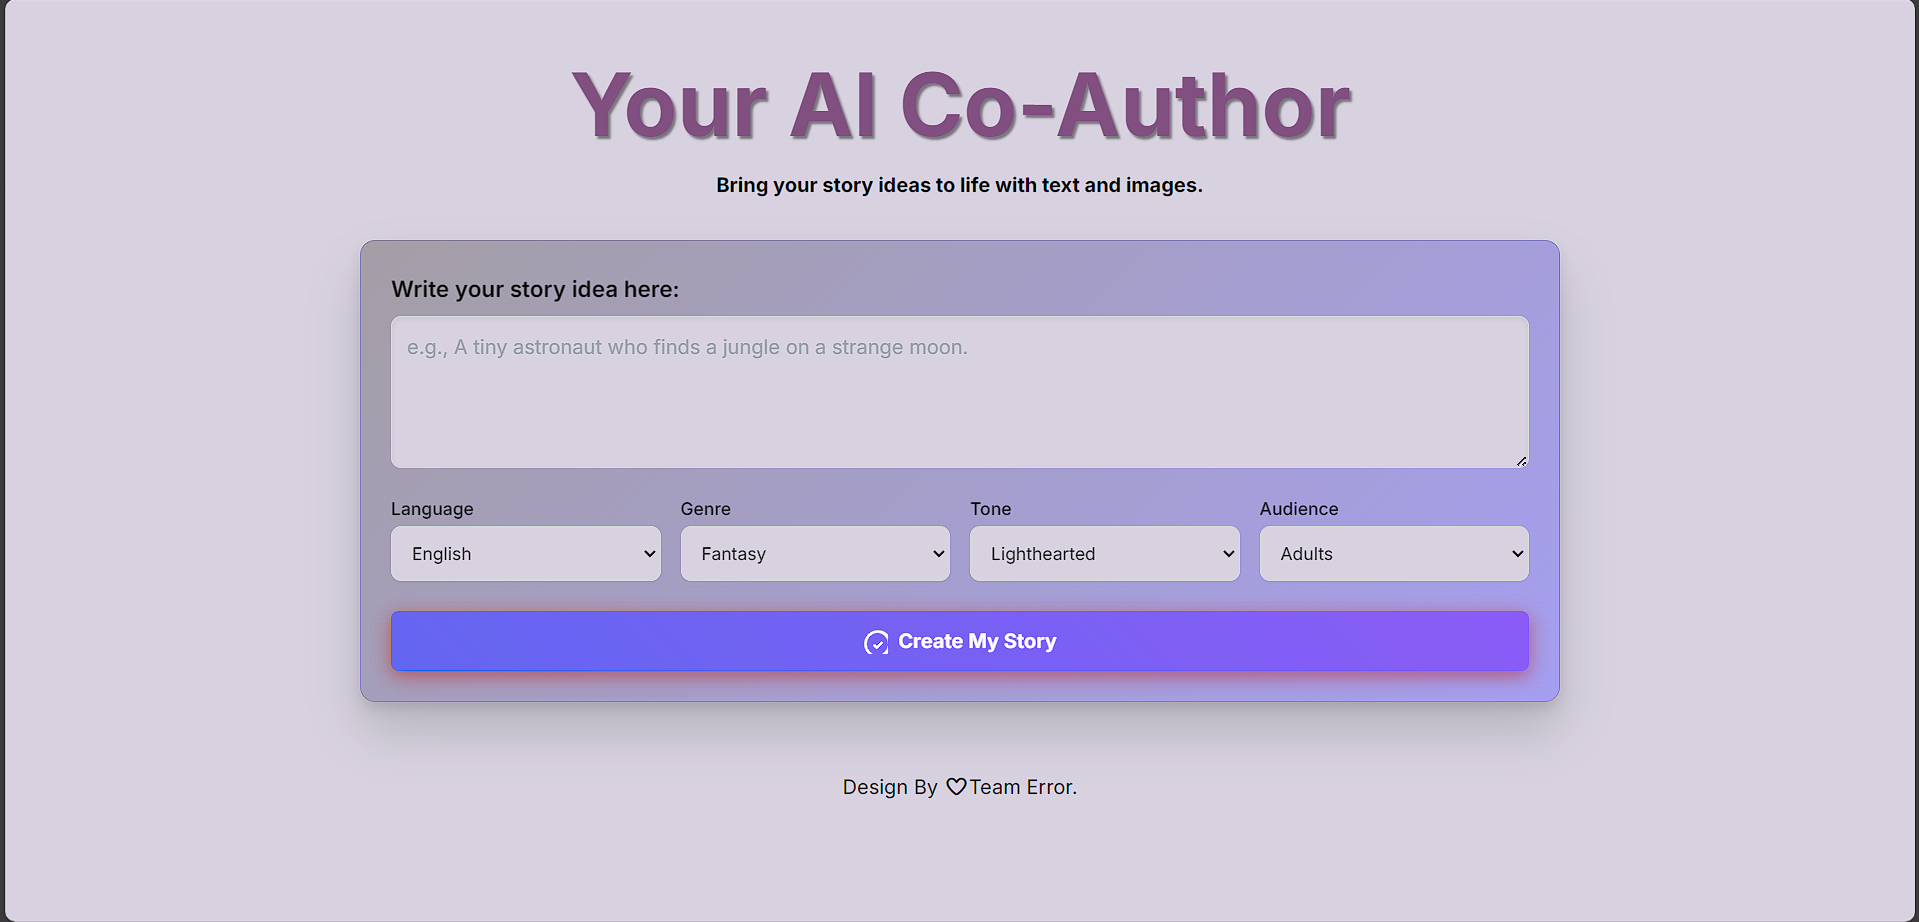 Your AI Co-Author
Bring your story ideas to life with text and images.
Write your story idea here:
e.g., A tiny astronaut who finds a jungle on a strange moon.
Language Genre Tone Audience
English Fantasy Lighthearted Adults
Create My Story
Design By ♡Team Error.